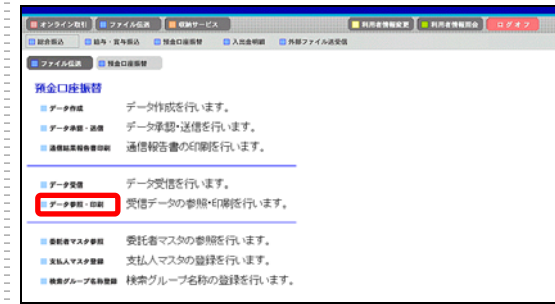 オンライン取引 ファイル伝送 収納サービス 利用者情報変更 利用者情報照会 ログオフ
総合振込 給与・賞与振込 預金口座振替 入出金明細 外部ファイル送受信
ファイル伝送 預金口座振替
預金口座振替
データ作成 データ作成を行います。
データ承認・送信 データ承認・送信を行います。
通信結果報告書印刷 通信報告書の印刷を行います。
データ受信 データ受信を行います。
データ参照・印刷 受信データの参照・印刷を行います。
委託者マスタ参照 委託者マスタの参照を行います。
支払人マスタ登録 支払人マスタの登録を行います。
検索グループ名称登録 検索グループ名称の登録を行います。